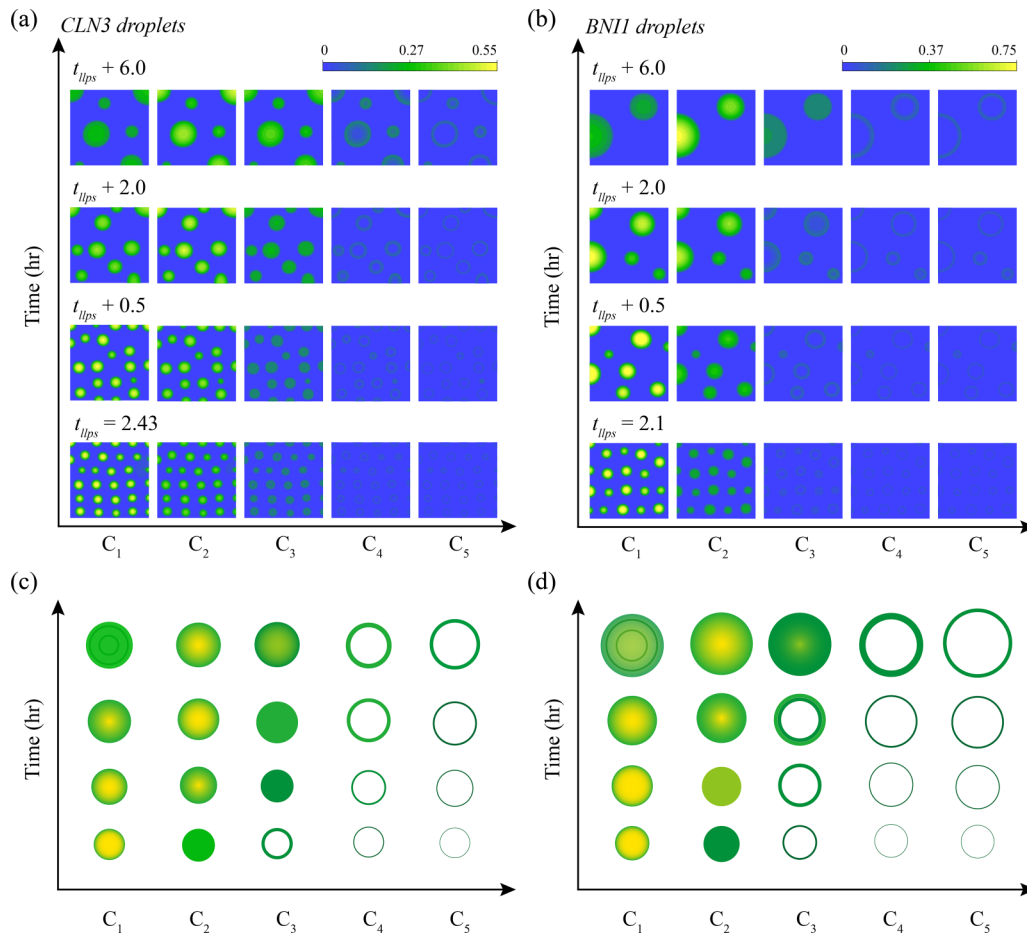 (a)
CLN3 droplets
0 0.27 0.55
t_llps + 6.0
t_llps + 2.0
t_llps + 0.5
t_llps = 2.43
Time (hr)
C₁ C₂ C₃ C₄ C₅
(b)
BNI1 droplets
0 0.37 0.75
t_llps + 6.0
t_llps + 2.0
t_llps + 0.5
t_llps = 2.1
Time (hr)
C₁ C₂ C₃ C₄ C₅
(c)
Time (hr)
C₁ C₂ C₃ C₄ C₅
(d)
Time (hr)
C₁ C₂ C₃ C₄ C₅